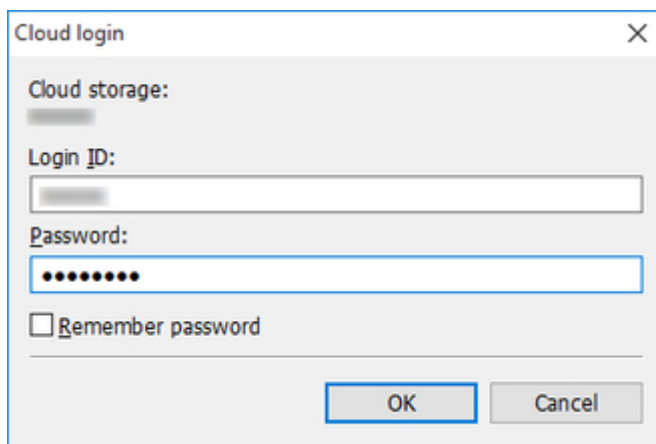 Cloud login
Cloud storage:
Login ID:
Password:
••••••••
Remember password
OK
Cancel